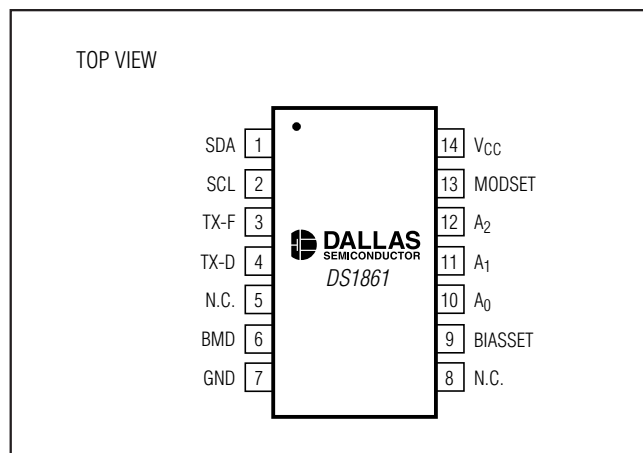 TOP VIEW
SDA 1
SCL 2
TX-F 3
TX-D 4
N.C. 5
BMD 6
GND 7
DALLAS
SEMICONDUCTOR
DS1861
14 VCC
13 MODSET
12 A2
11 A1
10 A0
9 BIASSET
8 N.C.